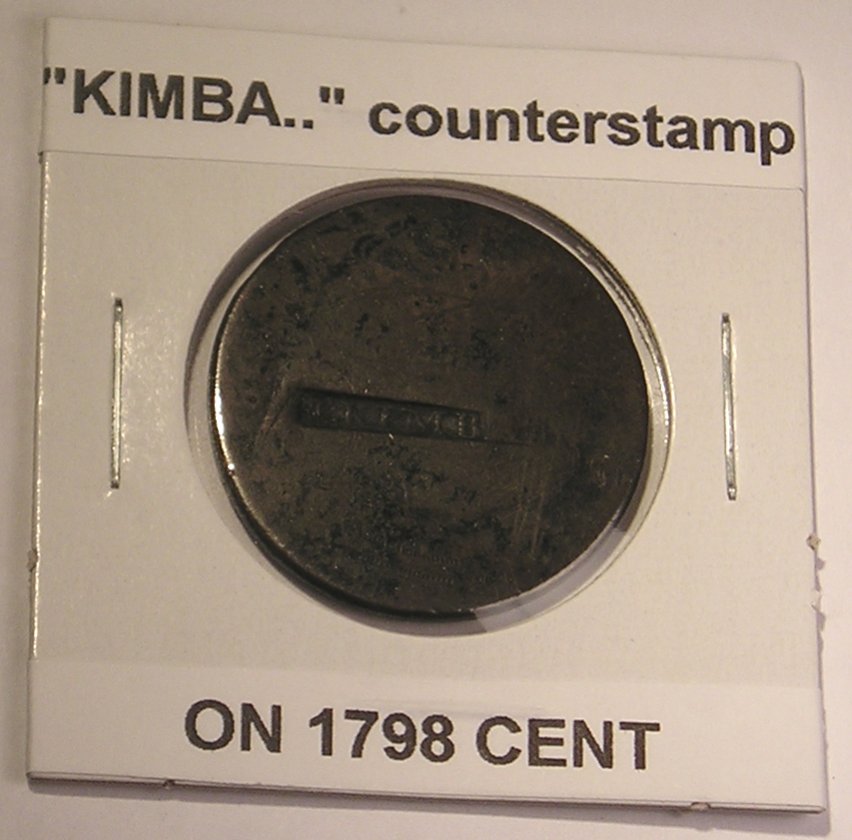 "KIMBA.." counterstamp
ON 1798 CENT